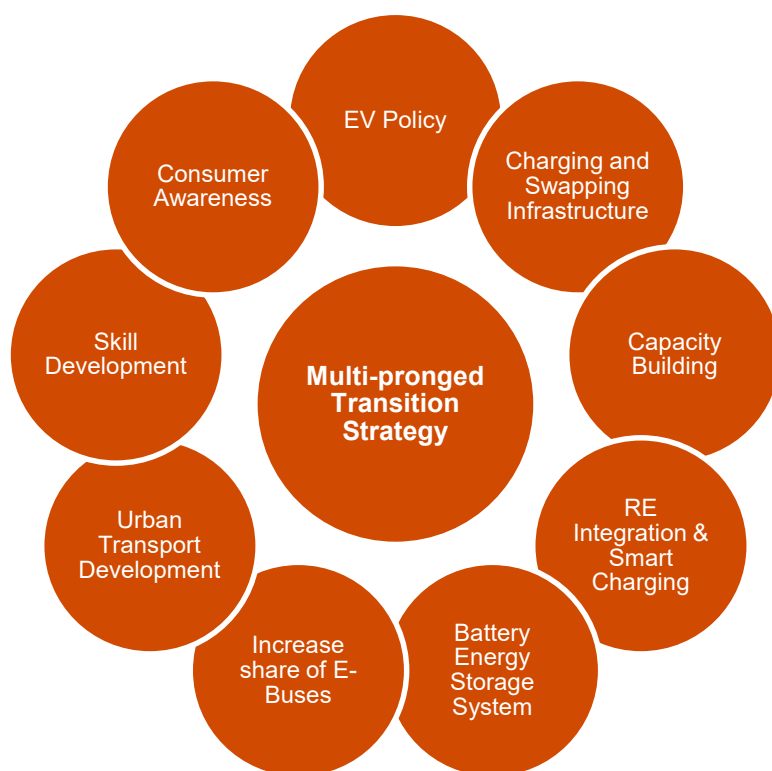 EV Policy
Charging and
Swapping
Infrastructure
Capacity
Building
RE
Integration &
Smart
Charging
Battery
Energy
Storage
System
Increase
share of E-
Buses
Urban
Transport
Development
Skill
Development
Consumer
Awareness
Multi-pronged
Transition
Strategy